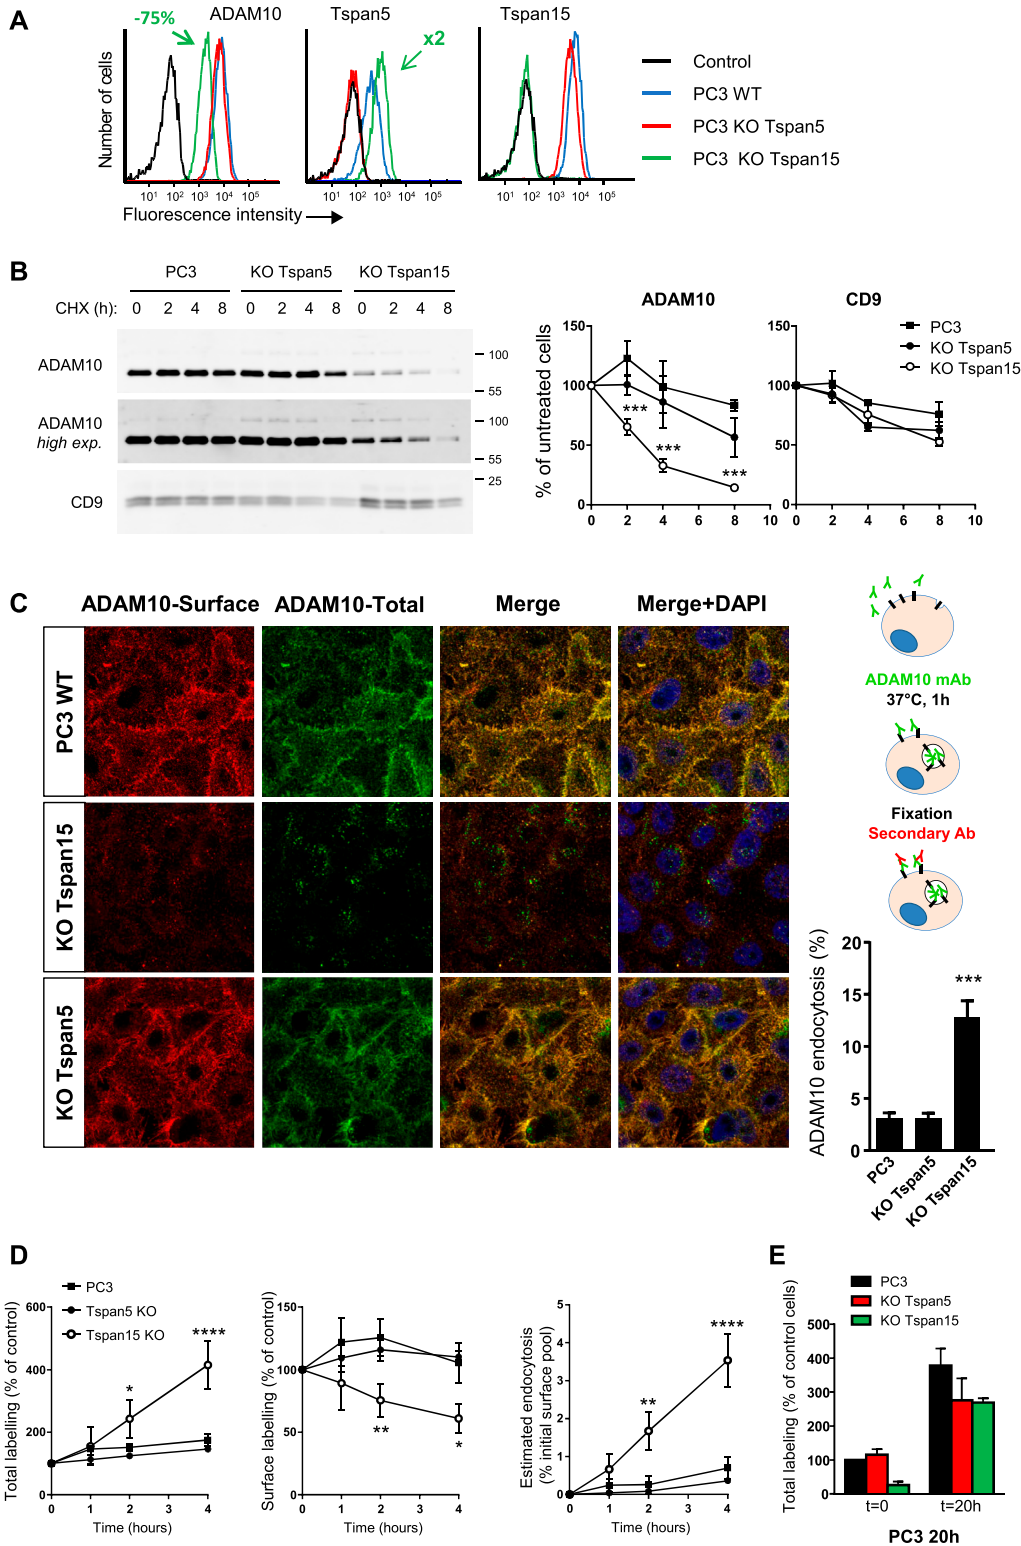 A
-75%
ADAM10
Tspan5
Tspan15
x2
Number of cells
Control
PC3 WT
PC3 KO Tspan5
PC3 KO Tspan15
10¹ 10² 10³ 10⁴ 10⁵
10¹ 10² 10³ 10⁴ 10⁵
10¹ 10² 10³ 10⁴ 10⁵
Fluorescence intensity
B
PC3
KO Tspan5
KO Tspan15
CHX (h):
0 2 4 8 0 2 4 8 0 2 4 8
ADAM10
100
55
ADAM10
high exp.
100
55
25
CD9
ADAM10
CD9
PC3
KO Tspan5
KO Tspan15
% of untreated cells
150
100
50
0
0 2 4 6 8 10
***
***
***
150
100
50
0
0 2 4 6 8 10
C
ADAM10-Surface
ADAM10-Total
Merge
Merge+DAPI
PC3 WT
KO Tspan15
KO Tspan5
ADAM10 mAb
37°C, 1h
Fixation
Secondary Ab
ADAM10 endocytosis (%)
20
15
10
5
0
***
PC3
KO Tspan5
KO Tspan15
D
PC3
Tspan5 KO
Tspan15 KO
Total labelling (% of control)
600
400
200
0
0 1 2 3 4
Time (hours)
*
****
Surface labelling (% of control)
150
100
50
0
0 1 2 3 4
Time (hours)
**
*
Estimated endocytosis
(% initial surface pool)
5
4
3
2
1
0
0 1 2 3 4
Time (hours)
**
****
E
PC3
KO Tspan5
KO Tspan15
Total labeling (% of control cells)
500
400
300
200
100
0
t=0
t=20h
PC3 20h